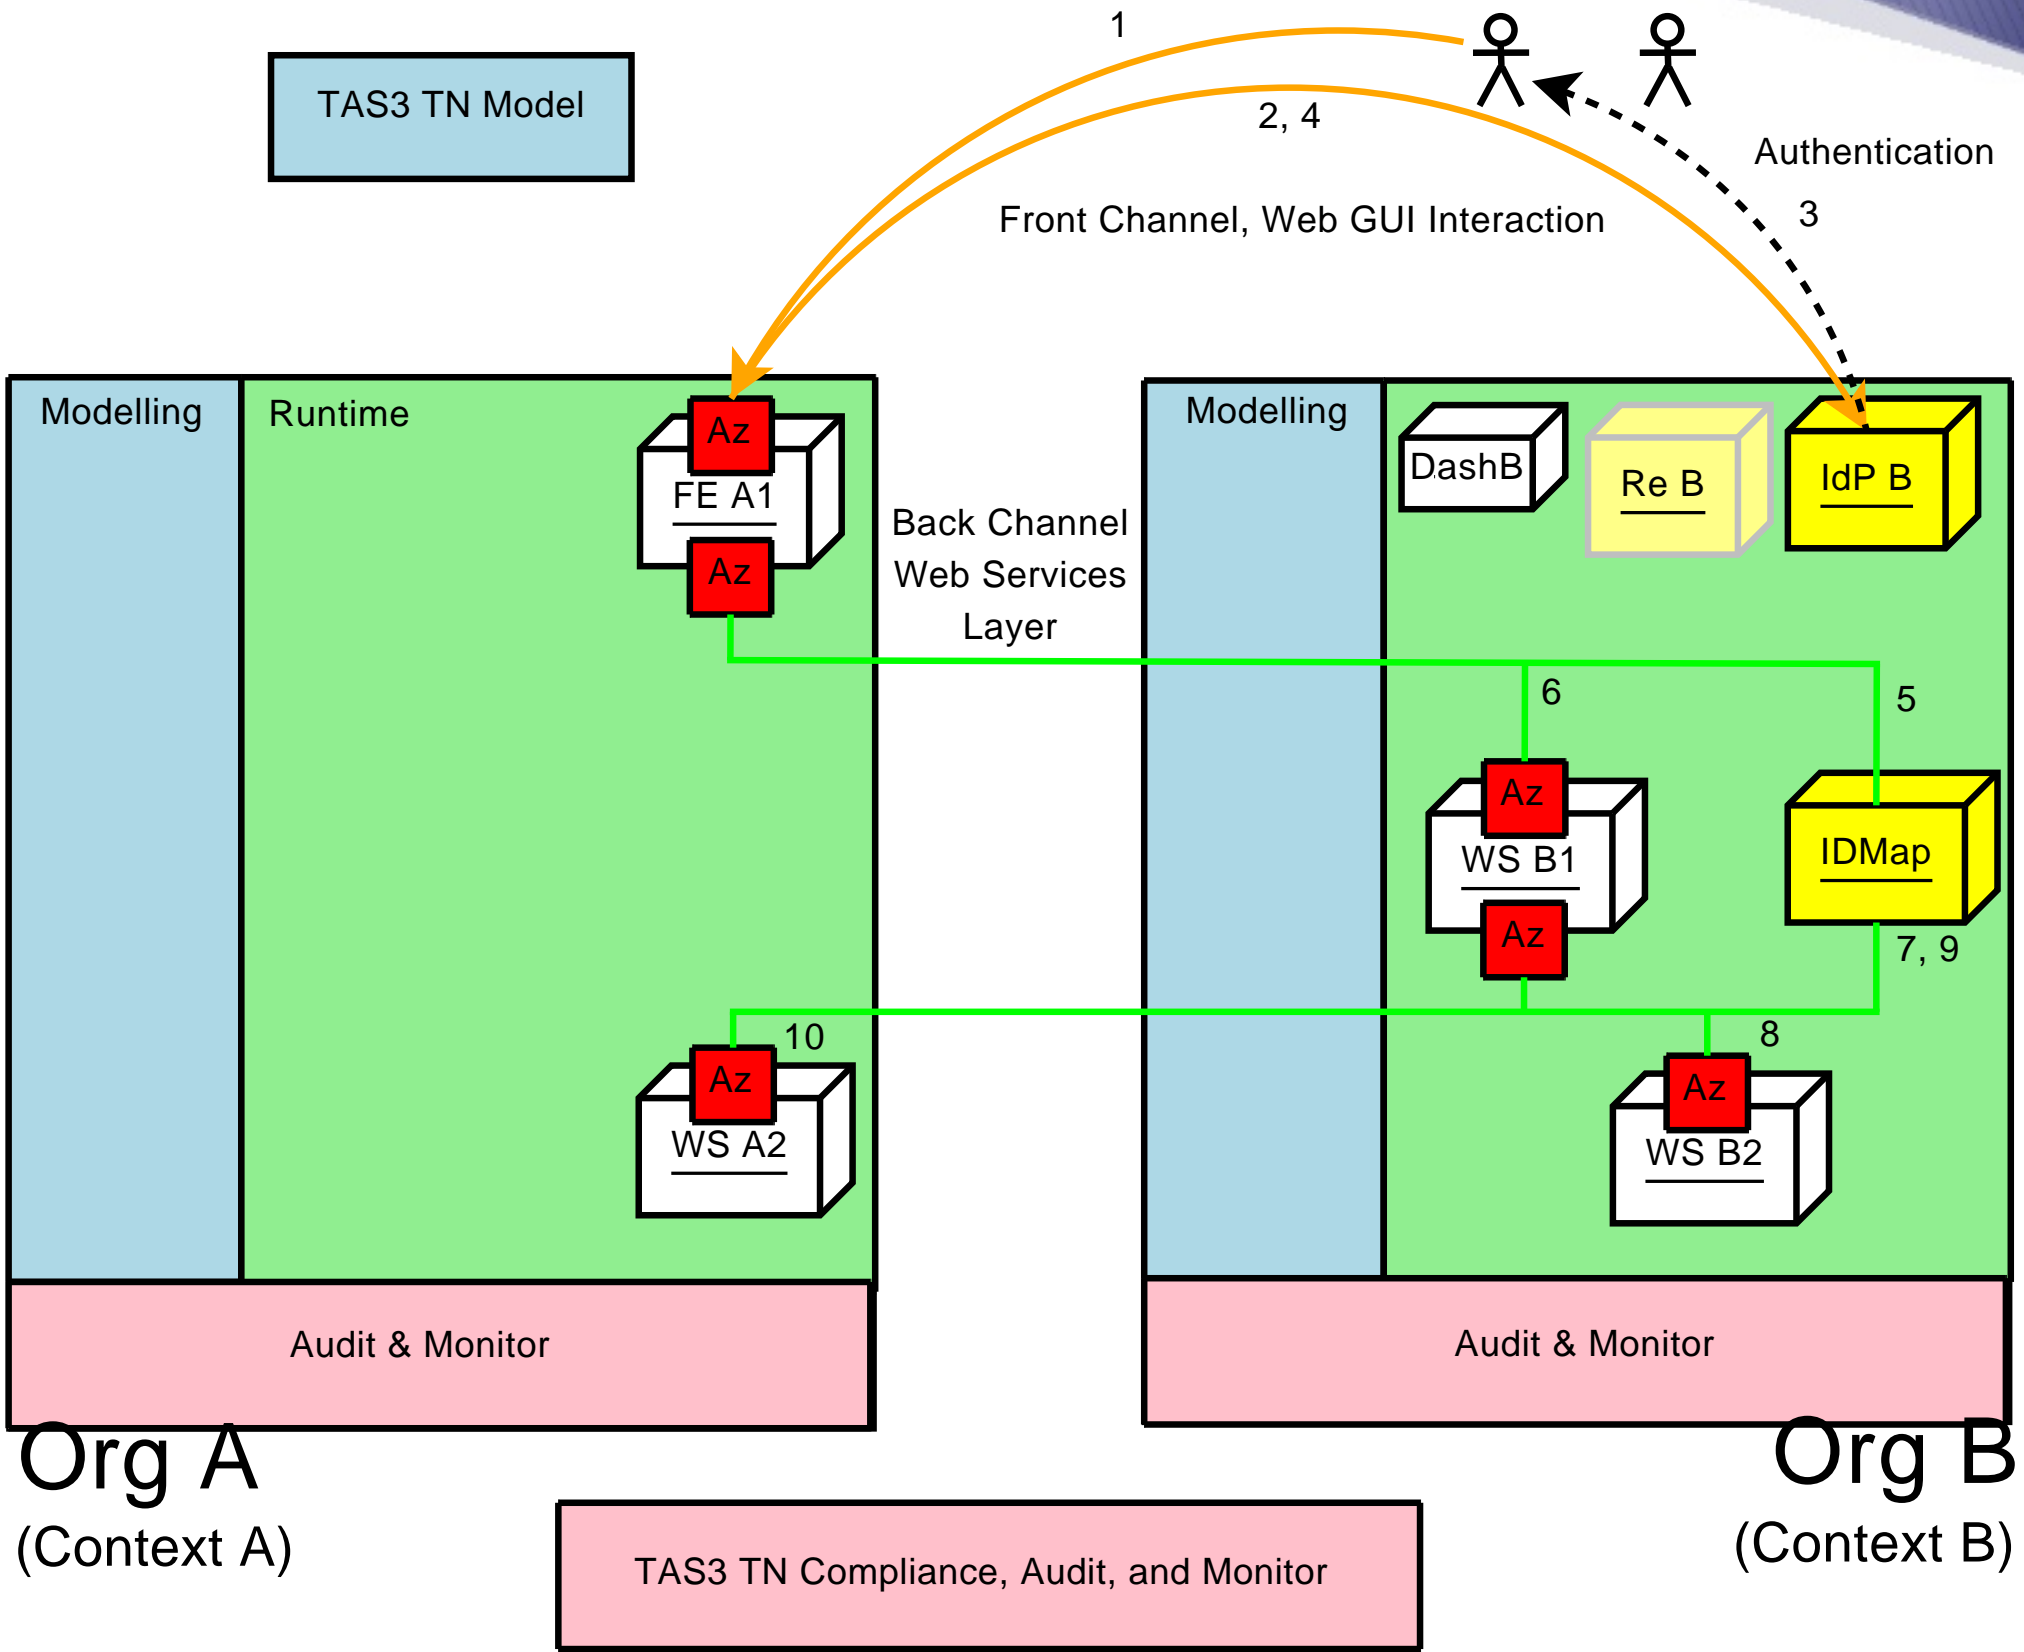 1
TAS3 TN Model
2, 4
Authentication
3
Front Channel, Web GUI Interaction
Modelling
Runtime
Az
FE A1
Az
Back Channel
Web Services
Layer
Modelling
DashB
Re B
IdP B
6
5
Az
WS B1
Az
IDMap
7, 9
10
Az
WS A2
8
Az
WS B2
Audit & Monitor
Audit & Monitor
Org A
(Context A)
Org B
(Context B)
TAS3 TN Compliance, Audit, and Monitor